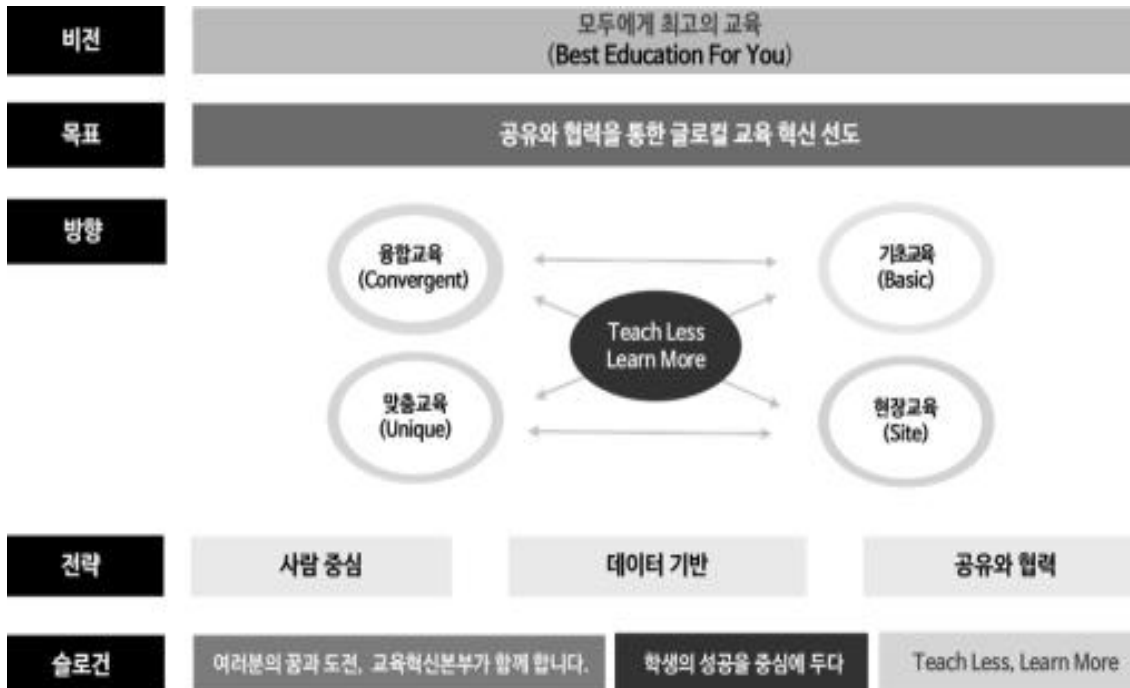 비전
모두에게 최고의 교육
(Best Education For You)
목표
공유와 협력을 통한 글로컬 교육 혁신 선도
방향
융합교육
(Convergent)
기초교육
(Basic)
Teach Less
Learn More
맞춤교육
(Unique)
현장교육
(Site)
전략
사람 중심
데이터 기반
공유와 협력
슬로건
여러분의 꿈과 도전, 교육혁신본부가 함께 합니다.
학생의 성공을 중심에 두다
Teach Less, Learn More